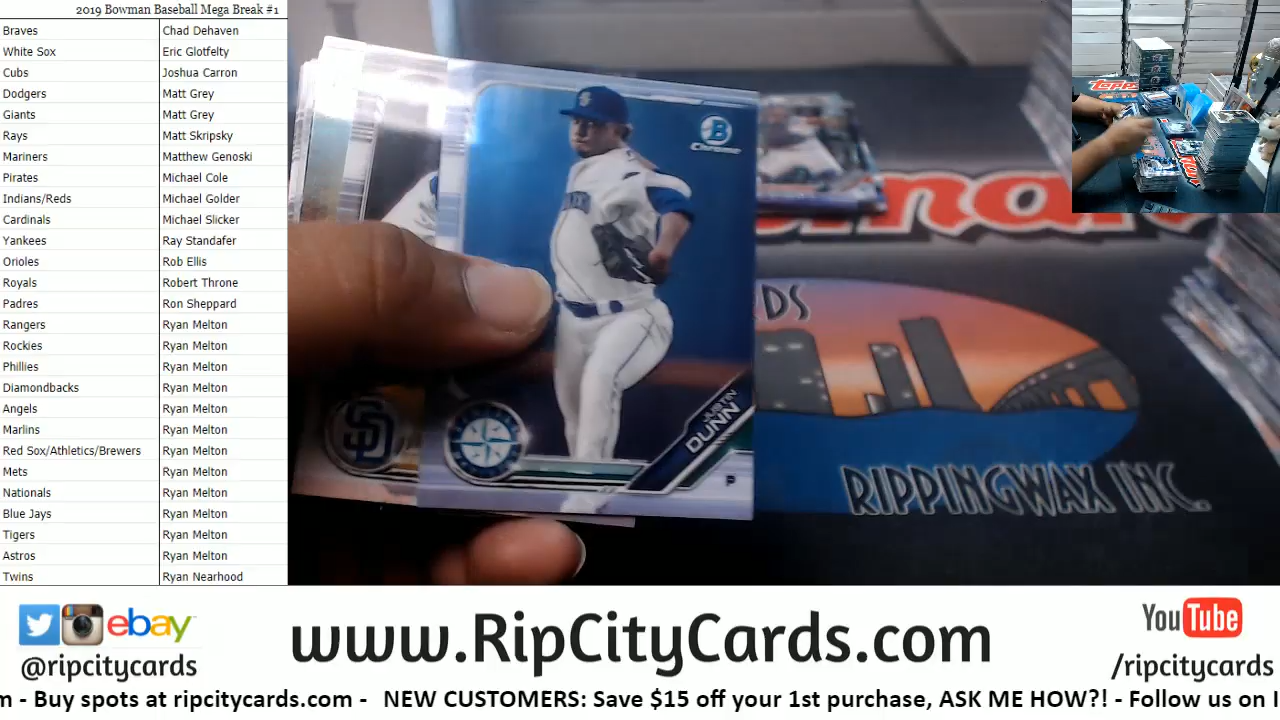 2019 Bowman Baseball Mega Break #1
Braves Chad Dehaven
White Sox Eric Glotfelty
Cubs Joshua Carron
Dodgers Matt Grey
Giants Matt Grey
Rays Matt Skripsky
Mariners Matthew Genoski
Pirates Michael Cole
Indians/Reds Michael Golder
Cardinals Michael Slicker
Yankees Ray Standafer
Orioles Rob Ellis
Royals Robert Throne
Padres Ron Sheppard
Rangers Ryan Melton
Rockies Ryan Melton
Phillies Ryan Melton
Diamondbacks Ryan Melton
Angels Ryan Melton
Marlins Ryan Melton
Red Sox/Athletics/Brewers Ryan Melton
Mets Ryan Melton
Nationals Ryan Melton
Blue Jays Ryan Melton
Tigers Ryan Melton
Astros Ryan Melton
Twins Ryan Nearhood
B
Chrome
JUSTIN
DUNN
P
SD
RDS
RIPPINGWAX INC.
Topps
ebay
@ripcitycards
www.RipCityCards.com
YouTube
/ripcitycards
m - Buy spots at ripcitycards.com - NEW CUSTOMERS: Save $15 off your 1st purchase, ASK ME HOW?! - Follow us on I